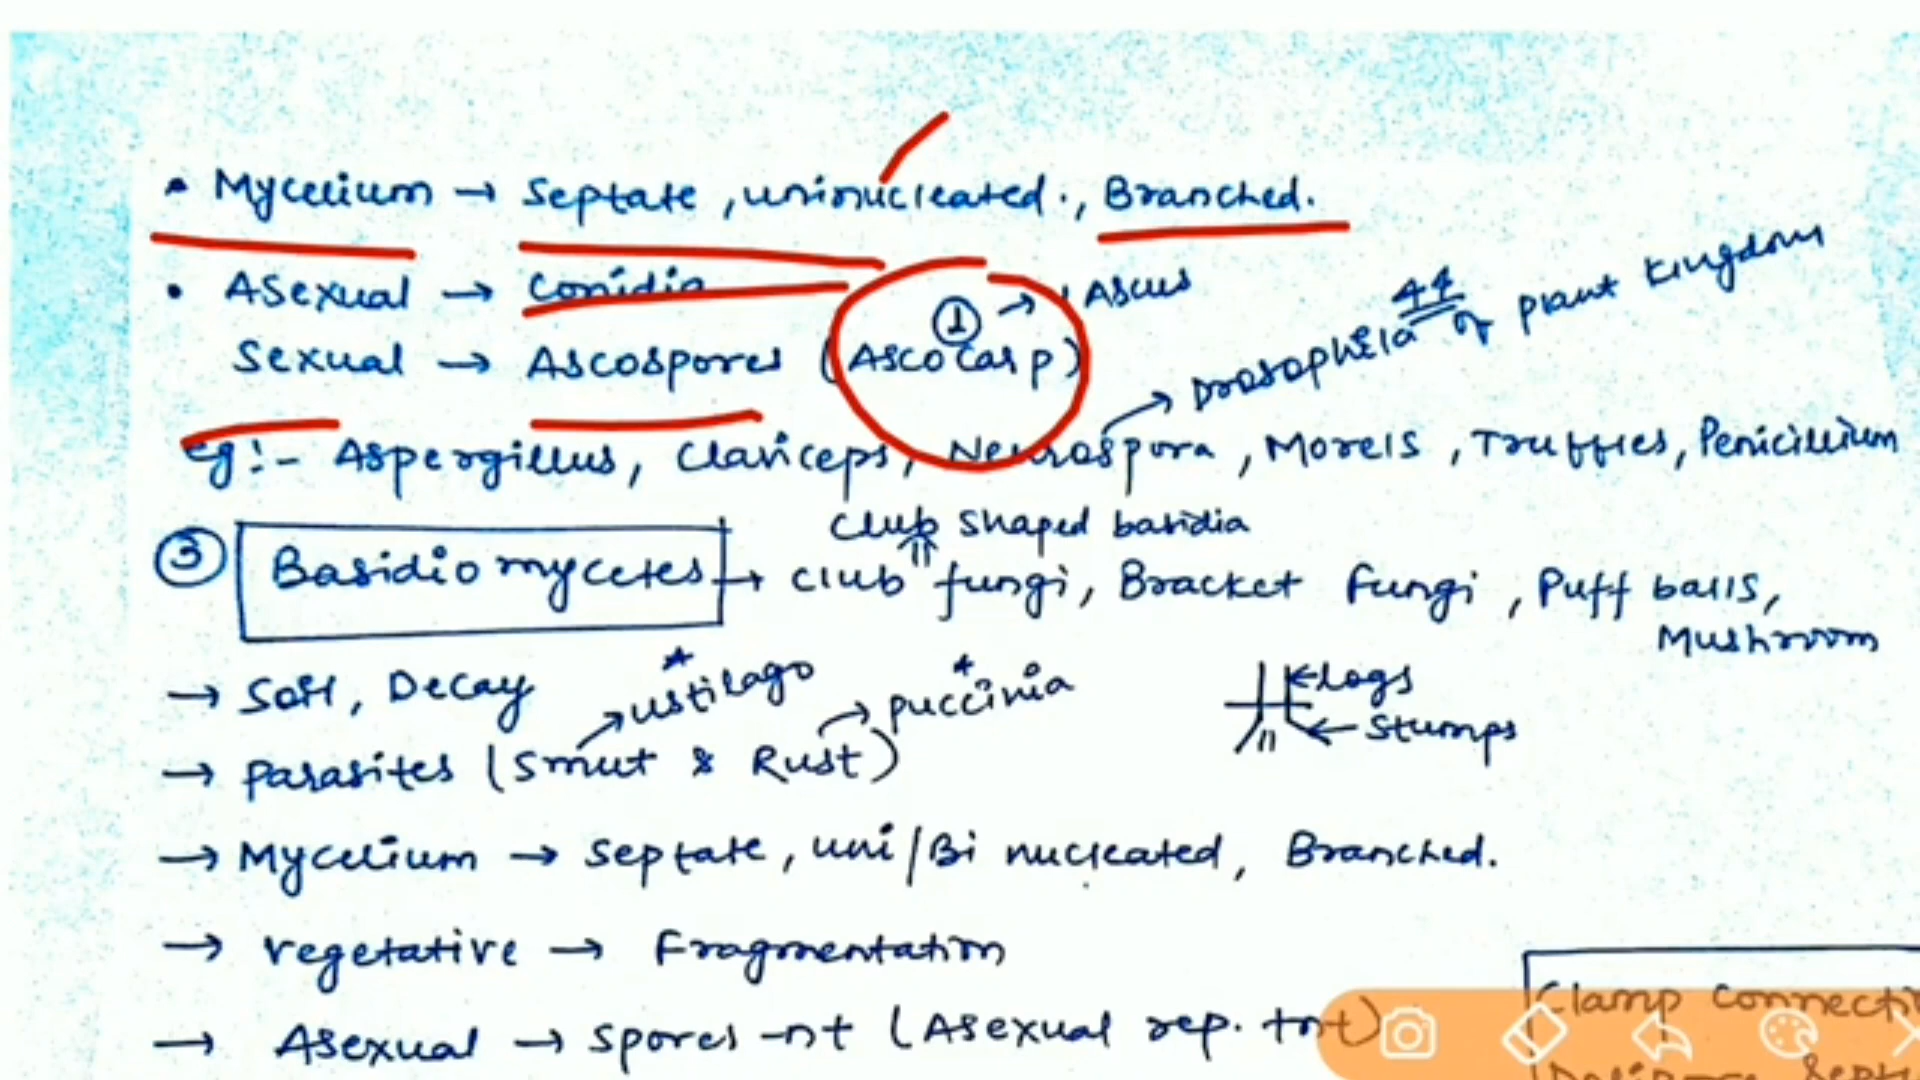 • Mycelium → Septate, uninucleated., Branched.
• Asexual → Conidia
① → Ascus
Sexual → Ascospores (Ascocarp)
→ Drosophila of plant kingdom
eg:- Aspergillus, Claviceps, Neurospora, Morels, Truffles, Penicillium
club shaped basidia
③ Basidiomycetes → club fungi, Bracket fungi, Puff balls,
Mushroom
→ Soil, Decay
ustilago
puccinia
← Logs
← Stumps
→ Parasites (Smut & Rust)
→ Mycelium → Septate, uni/Bi nucleated, Branched.
→ vegetative → Fragmentation
→ Asexual → Spores -nt (Asexual rep. tnt)
Clamp connecti